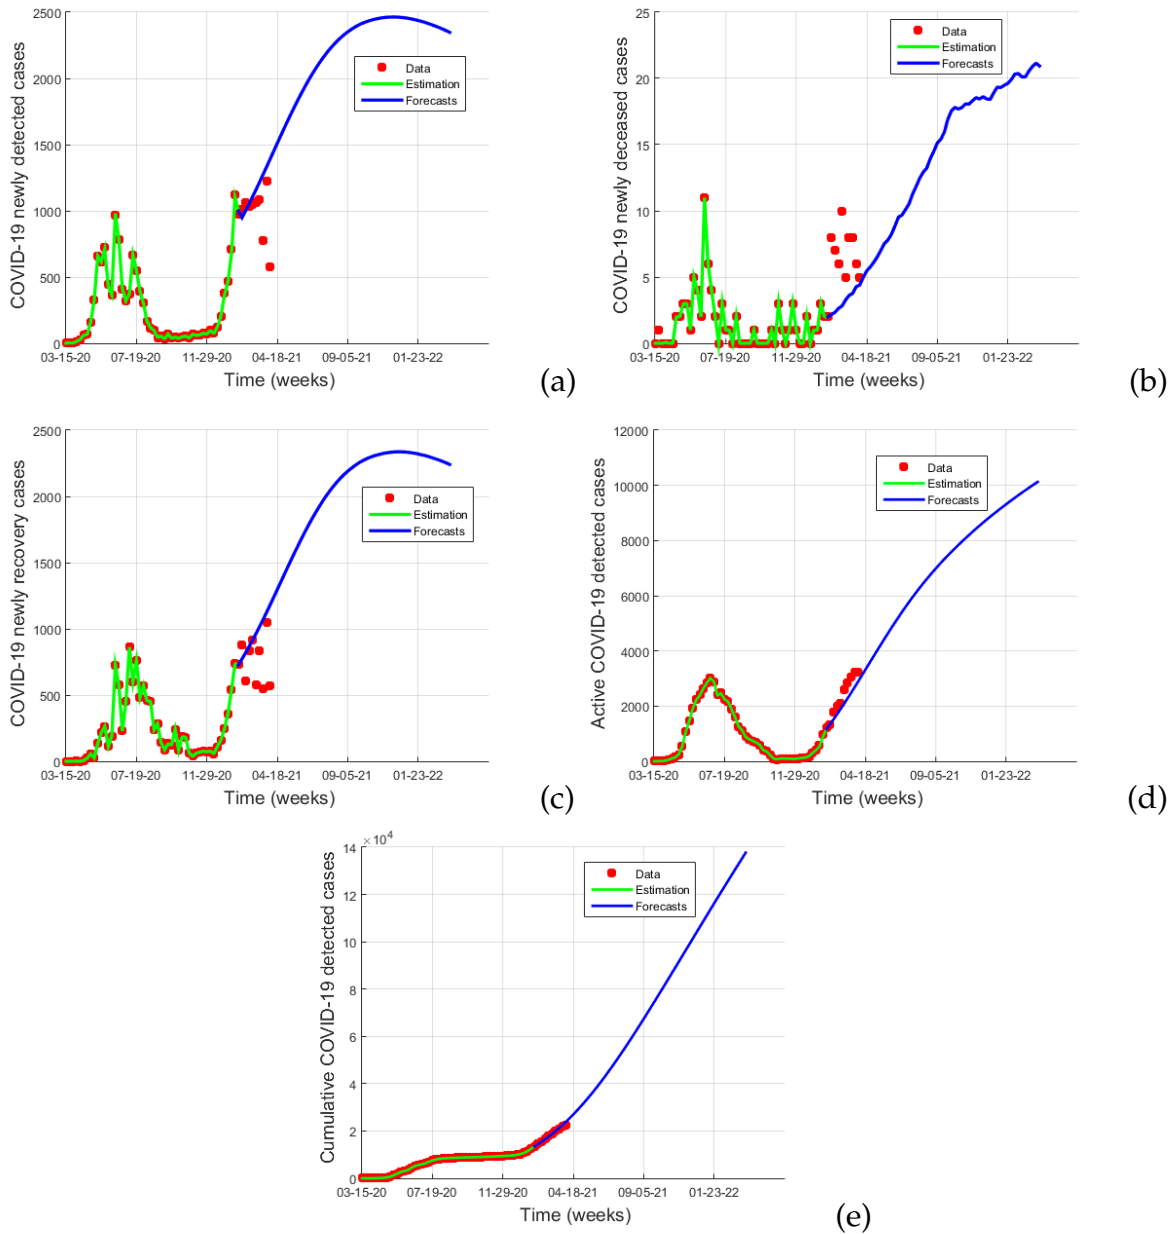 COVID-19 newly detected cases
2500
2000
1500
1000
500
0
03-15-20 07-19-20 11-29-20 04-18-21 09-05-21 01-23-22
Time (weeks)
Data
Estimation
Forecasts
(a)
COVID-19 newly deceased cases
25
20
15
10
5
0
03-15-20 07-19-20 11-29-20 04-18-21 09-05-21 01-23-22
Time (weeks)
Data
Estimation
Forecasts
(b)
COVID-19 newly recovery cases
2500
2000
1500
1000
500
0
03-15-20 07-19-20 11-29-20 04-18-21 09-05-21 01-23-22
Time (weeks)
Data
Estimation
Forecasts
(c)
Active COVID-19 detected cases
12000
10000
8000
6000
4000
2000
0
03-15-20 07-19-20 11-29-20 04-18-21 09-05-21 01-23-22
Time (weeks)
Data
Estimation
Forecasts
(d)
Cumulative COVID-19 detected cases
×10⁴
14
12
10
8
6
4
2
0
03-15-20 07-19-20 11-29-20 04-18-21 09-05-21 01-23-22
Time (weeks)
Data
Estimation
Forecasts
(e)